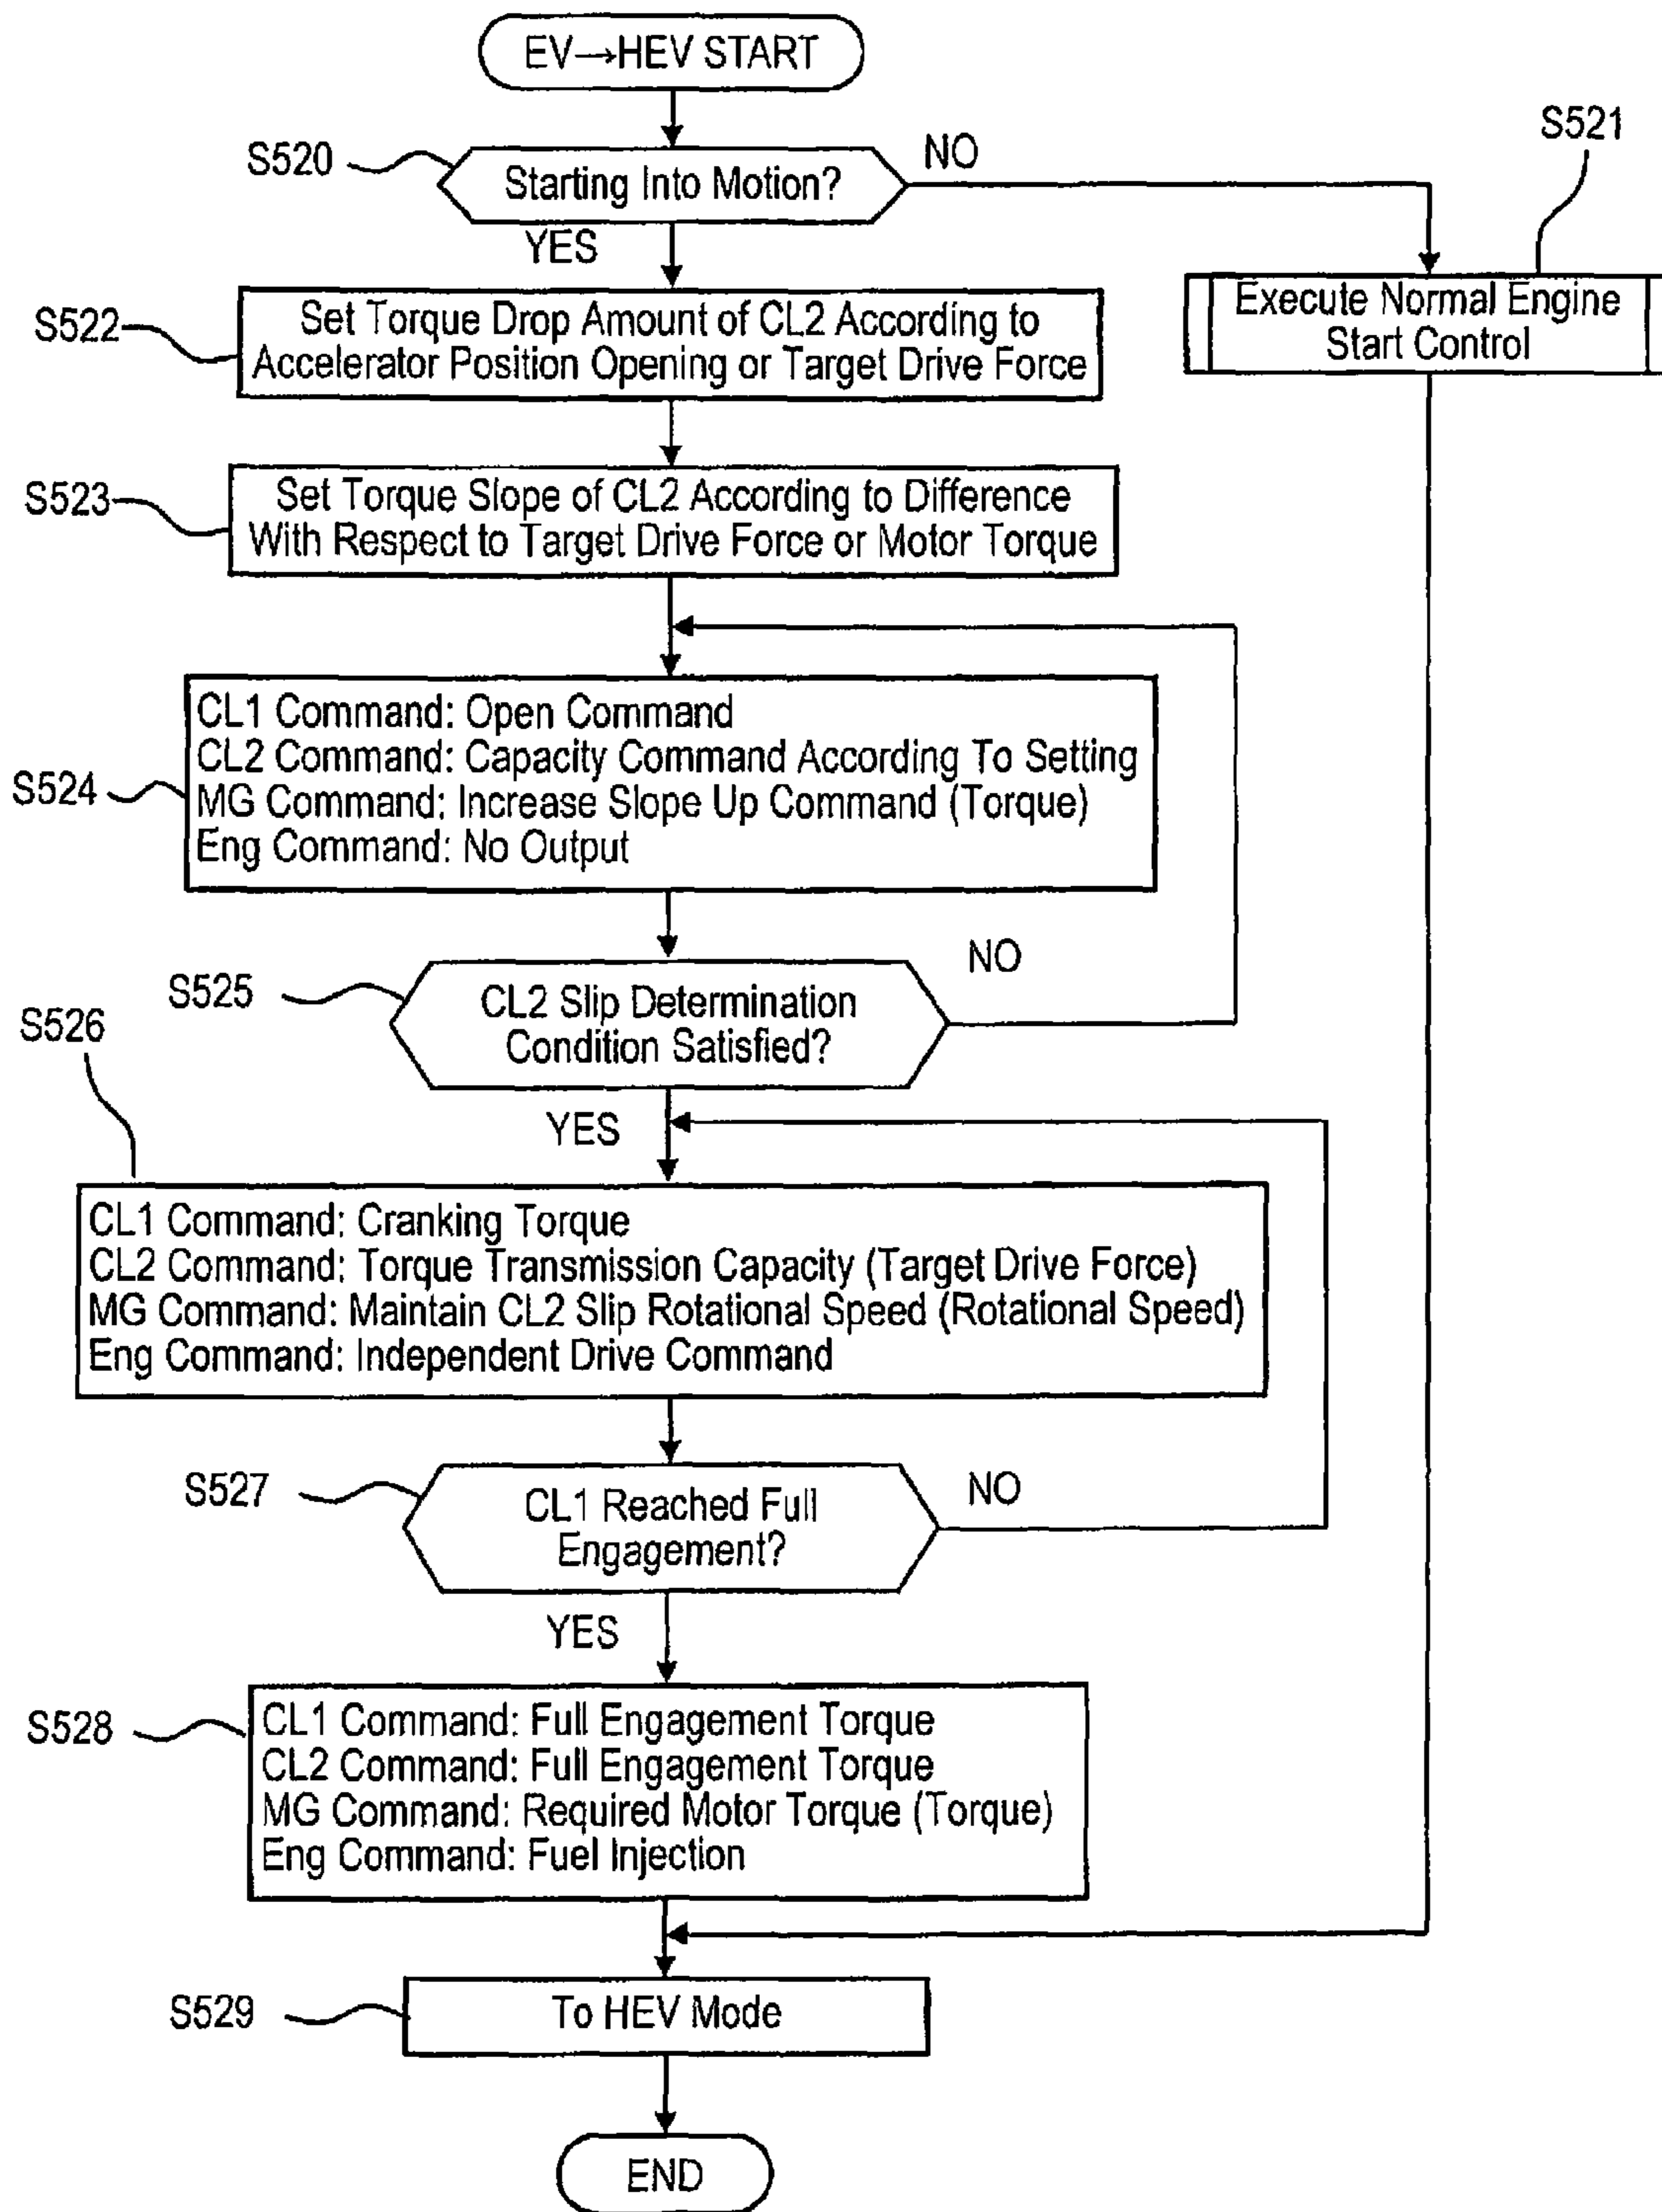 EV→HEV START
S520
Starting Into Motion?
NO
S521
YES
Execute Normal Engine
Start Control
S522
Set Torque Drop Amount of CL2 According to
Accelerator Position Opening or Target Drive Force
S523
Set Torque Slope of CL2 According to Difference
With Respect to Target Drive Force or Motor Torque
S524
CL1 Command: Open Command
CL2 Command: Capacity Command According To Setting
MG Command: Increase Slope Up Command (Torque)
Eng Command: No Output
S525
CL2 Slip Determination
Condition Satisfied?
NO
YES
S526
CL1 Command: Cranking Torque
CL2 Command: Torque Transmission Capacity (Target Drive Force)
MG Command: Maintain CL2 Slip Rotational Speed (Rotational Speed)
Eng Command: Independent Drive Command
S527
CL1 Reached Full
Engagement?
NO
YES
S528
CL1 Command: Full Engagement Torque
CL2 Command: Full Engagement Torque
MG Command: Required Motor Torque (Torque)
Eng Command: Fuel Injection
S529
To HEV Mode
END